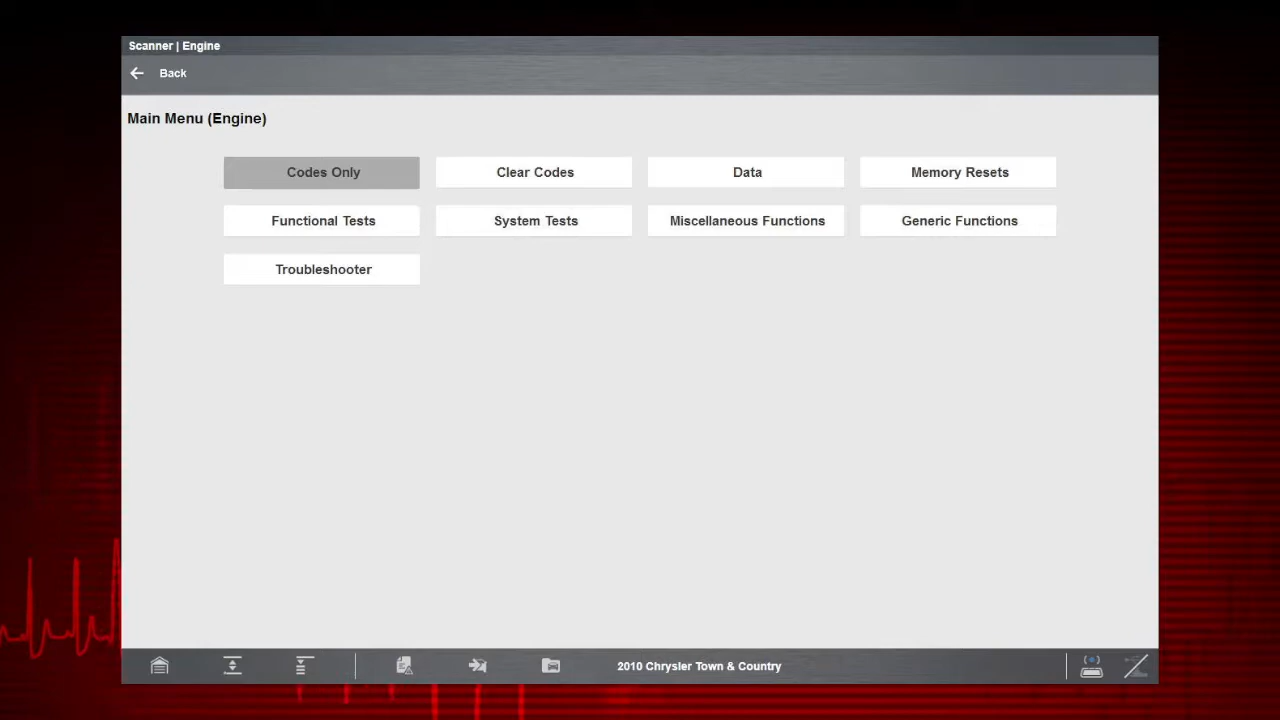 Scanner | Engine
Back
Main Menu (Engine)
Codes Only Clear Codes Data Memory Resets
Functional Tests System Tests Miscellaneous Functions Generic Functions
Troubleshooter
2010 Chrysler Town & Country